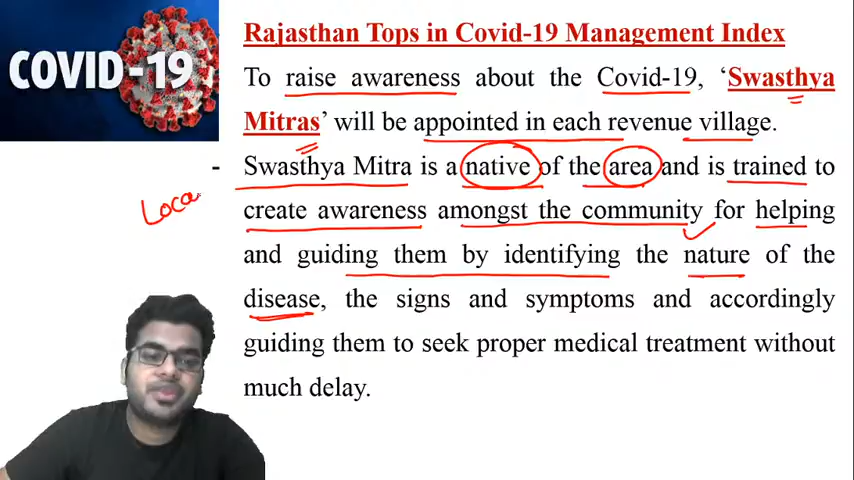 COVID-19
Rajasthan Tops in Covid-19 Management Index
To raise awareness about the Covid-19, ‘Swasthya
Mitras’ will be appointed in each revenue village.
- Swasthya Mitra is a native of the area and is trained to
Loca
create awareness amongst the community for helping
and guiding them by identifying the nature of the
disease, the signs and symptoms and accordingly
guiding them to seek proper medical treatment without
much delay.